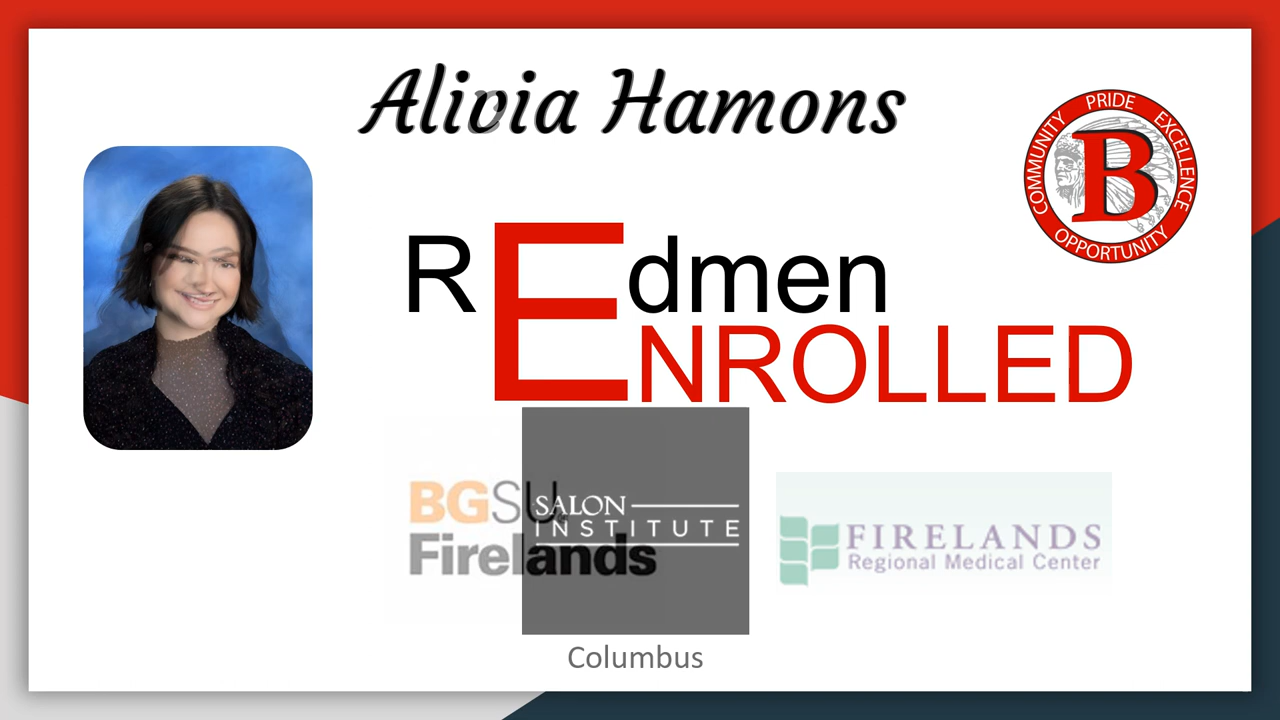 Alivia Hamons
COMMUNITY PRIDE EXCELLENCE
OPPORTUNITY
B
REdmen
ENROLLED
BGSU
Firelands
SALON
INSTITUTE
FIRELANDS
Regional Medical Center
Columbus